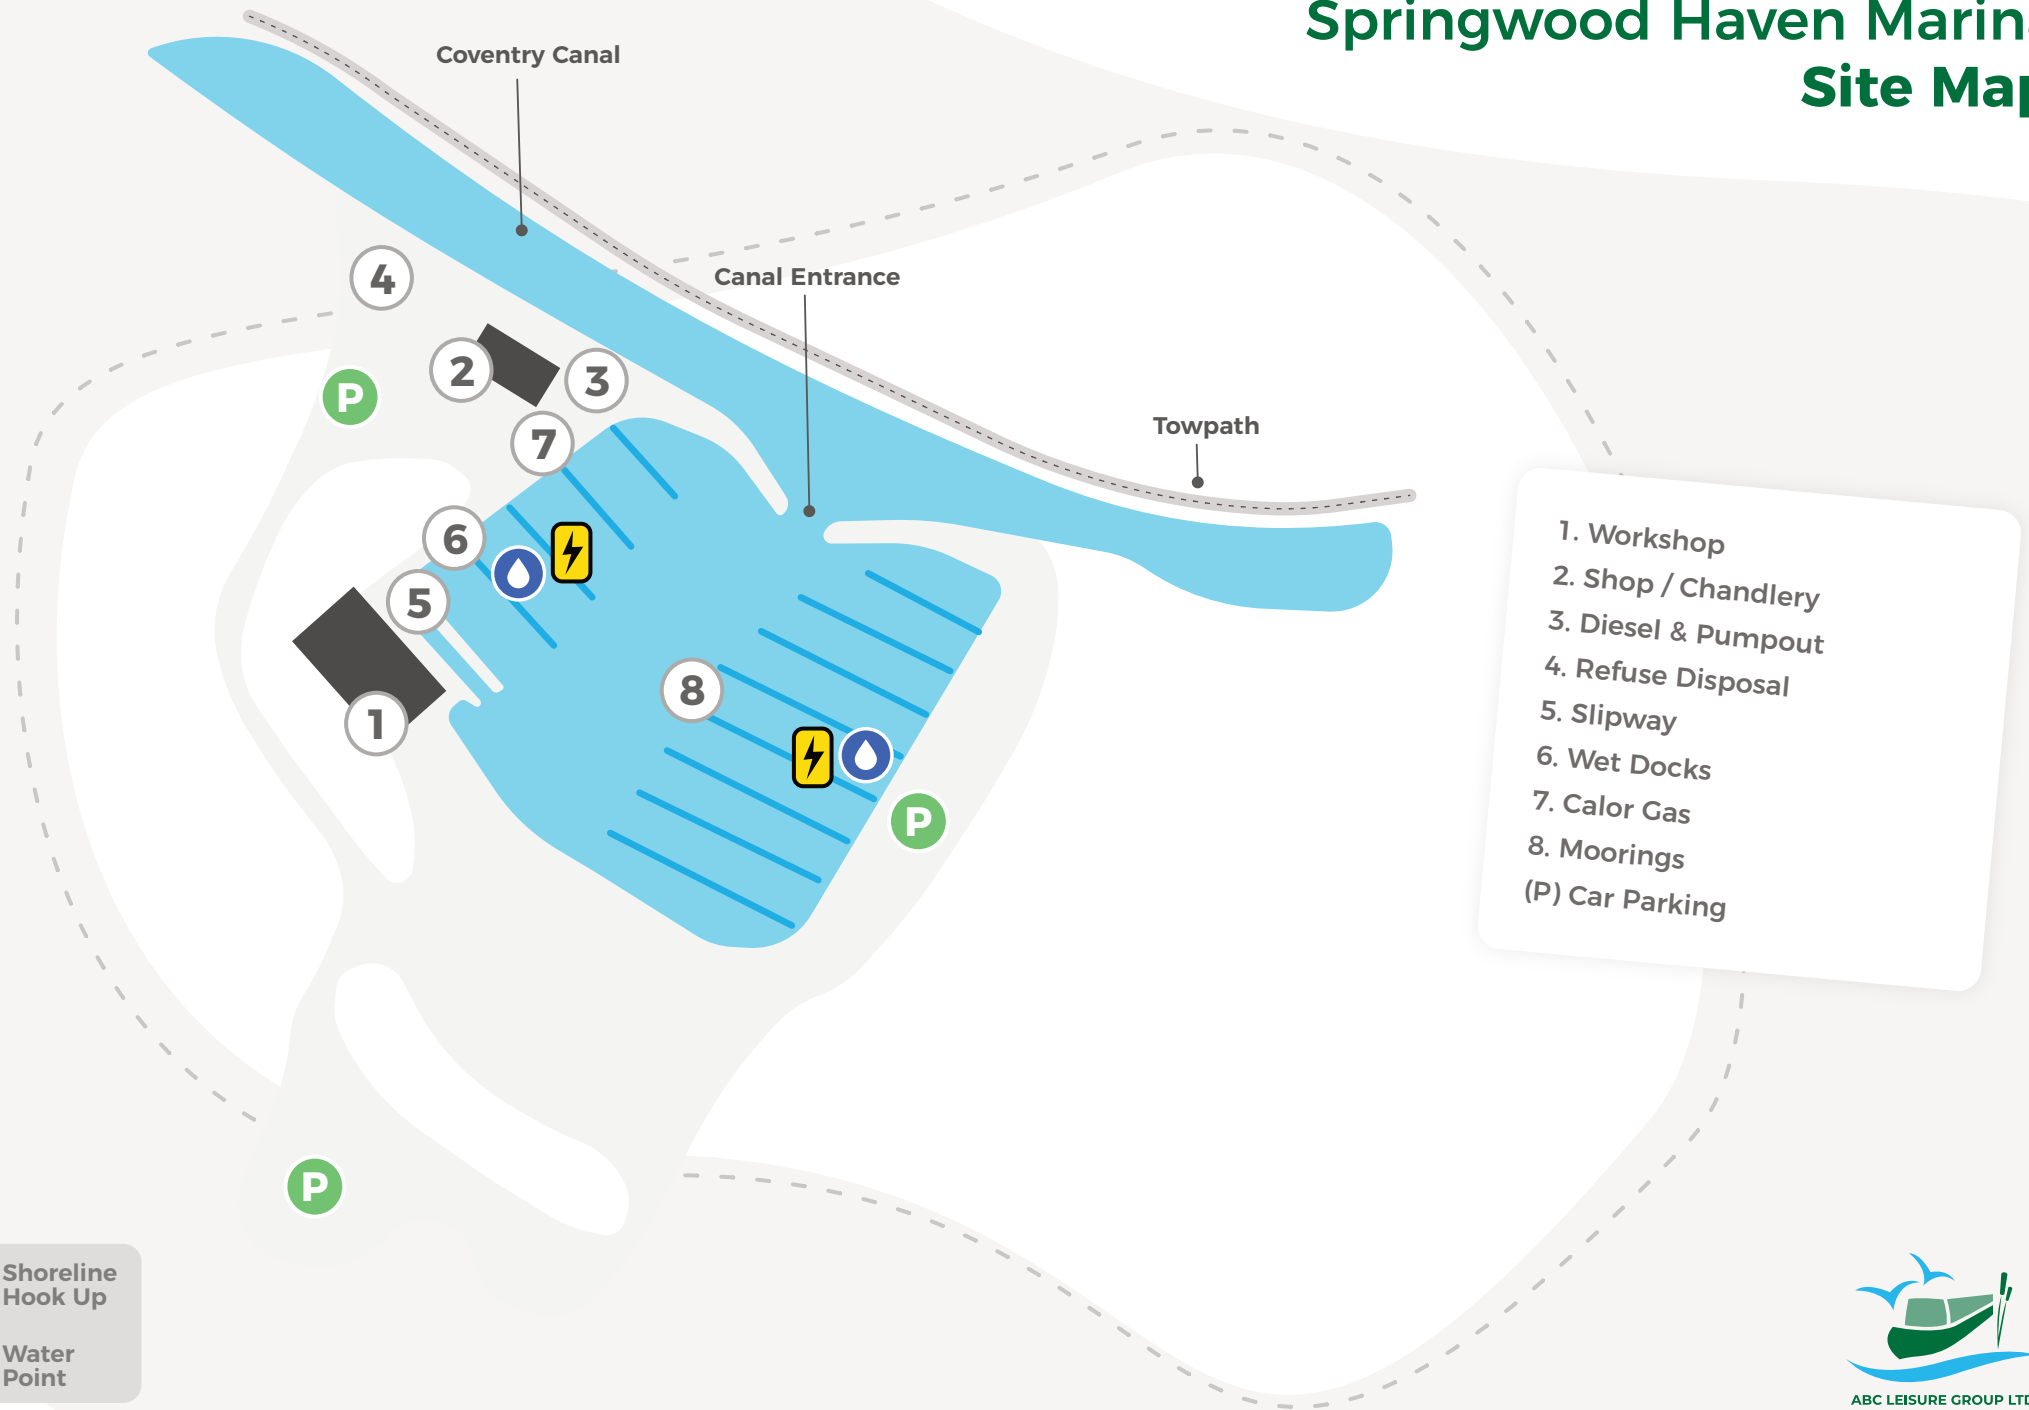 Springwood Haven Marin
Site Map
Coventry Canal
Canal Entrance
Towpath
4
2
3
P
7
6
5
8
1
P
P
1. Workshop
2. Shop / Chandlery
3. Diesel & Pumpout
4. Refuse Disposal
5. Slipway
6. Wet Docks
7. Calor Gas
8. Moorings
(P) Car Parking
Shoreline
Hook Up
Water
Point
ABC LEISURE GROUP LTD